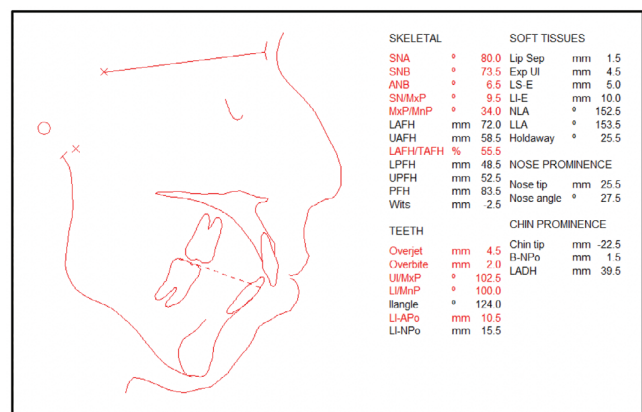 SKELETAL
SNA º 80.0
SNB º 73.5
ANB º 6.5
SN/MxP º 9.5
MxP/MnP º 34.0
LAFH mm 72.0
UAFH mm 58.5
LAFH/TAFH % 55.5
LPFH mm 48.5
UPFH mm 52.5
PFH mm 83.5
Wits mm -2.5
TEETH
Overjet mm 4.5
Overbite mm 2.0
UI/MxP º 102.5
LI/MnP º 100.0
IIangle º 124.0
LI-APo mm 10.5
LI-NPo mm 15.5
SOFT TISSUES
Lip Sep mm 1.5
Exp UI mm 4.5
LS-E mm 5.0
LI-E mm 10.0
NLA º 152.5
LLA º 153.5
Holdaway º 25.5
NOSE PROMINENCE
Nose tip mm 25.5
Nose angle º 27.5
CHIN PROMINENCE
Chin tip mm -22.5
B-NPo mm 1.5
LADH mm 39.5